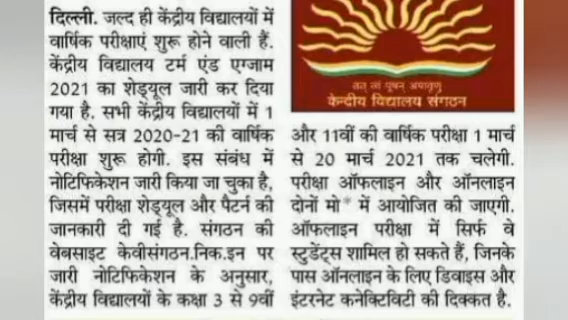 दिल्ली. जल्द ही केंद्रीय विद्यालयों में
वार्षिक परीक्षाएं शुरू होने वाली हैं.
केंद्रीय विद्यालय टर्म एंड एग्जाम
2021 का शेड्यूल जारी कर दिया
गया है. सभी केंद्रीय विद्यालयों में 1
मार्च से सत्र 2020-21 की वार्षिक
परीक्षा शुरू होगी. इस संबंध में
नोटिफिकेशन जारी किया जा चुका है,
जिसमें परीक्षा शेड्यूल और पैटर्न की
जानकारी दी गई है. संगठन की
वेबसाइट केवीसंगठन.निक.इन पर
जारी नोटिफिकेशन के अनुसार,
केंद्रीय विद्यालयों के कक्षा 3 से 9वीं
तत् त्वं पूषन् अपावृणु
केन्दीय विद्यालय संगठन
और 11वीं की वार्षिक परीक्षा 1 मार्च
से 20 मार्च 2021 तक चलेगी.
परीक्षा ऑफलाइन और ऑनलाइन
दोनों मो* में आयोजित की जाएगी.
ऑफलाइन परीक्षा में सिर्फ वे
स्टुडेंट्स शामिल हो सकते हैं, जिनके
पास ऑनलाइन के लिए डिवाइस और
इंटरनेट कनेक्टिविटी की दिक्कत है.